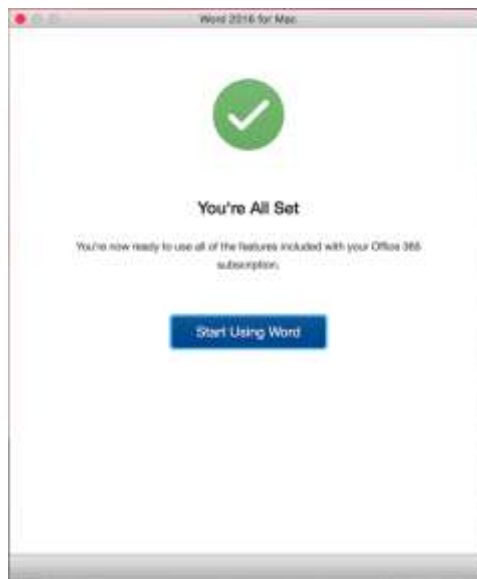 Word 2016 for Mac
You're All Set
You're now ready to use all of the features included with your Office 365
subscription.
Start Using Word